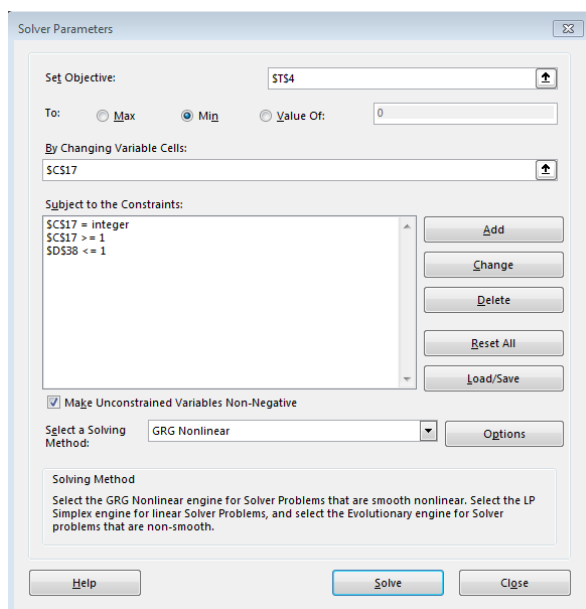 Solver Parameters
Set Objective:
$T$4
To:
Max
Min
Value Of:
0
By Changing Variable Cells:
$C$17
Subject to the Constraints:
$C$17 = integer
$C$17 >= 1
$D$38 <= 1
Add
Change
Delete
Reset All
Load/Save
Make Unconstrained Variables Non-Negative
Select a Solving
Method:
GRG Nonlinear
Options
Solving Method
Select the GRG Nonlinear engine for Solver Problems that are smooth nonlinear. Select the LP
Simplex engine for linear Solver Problems, and select the Evolutionary engine for Solver
problems that are non-smooth.
Help
Solve
Close